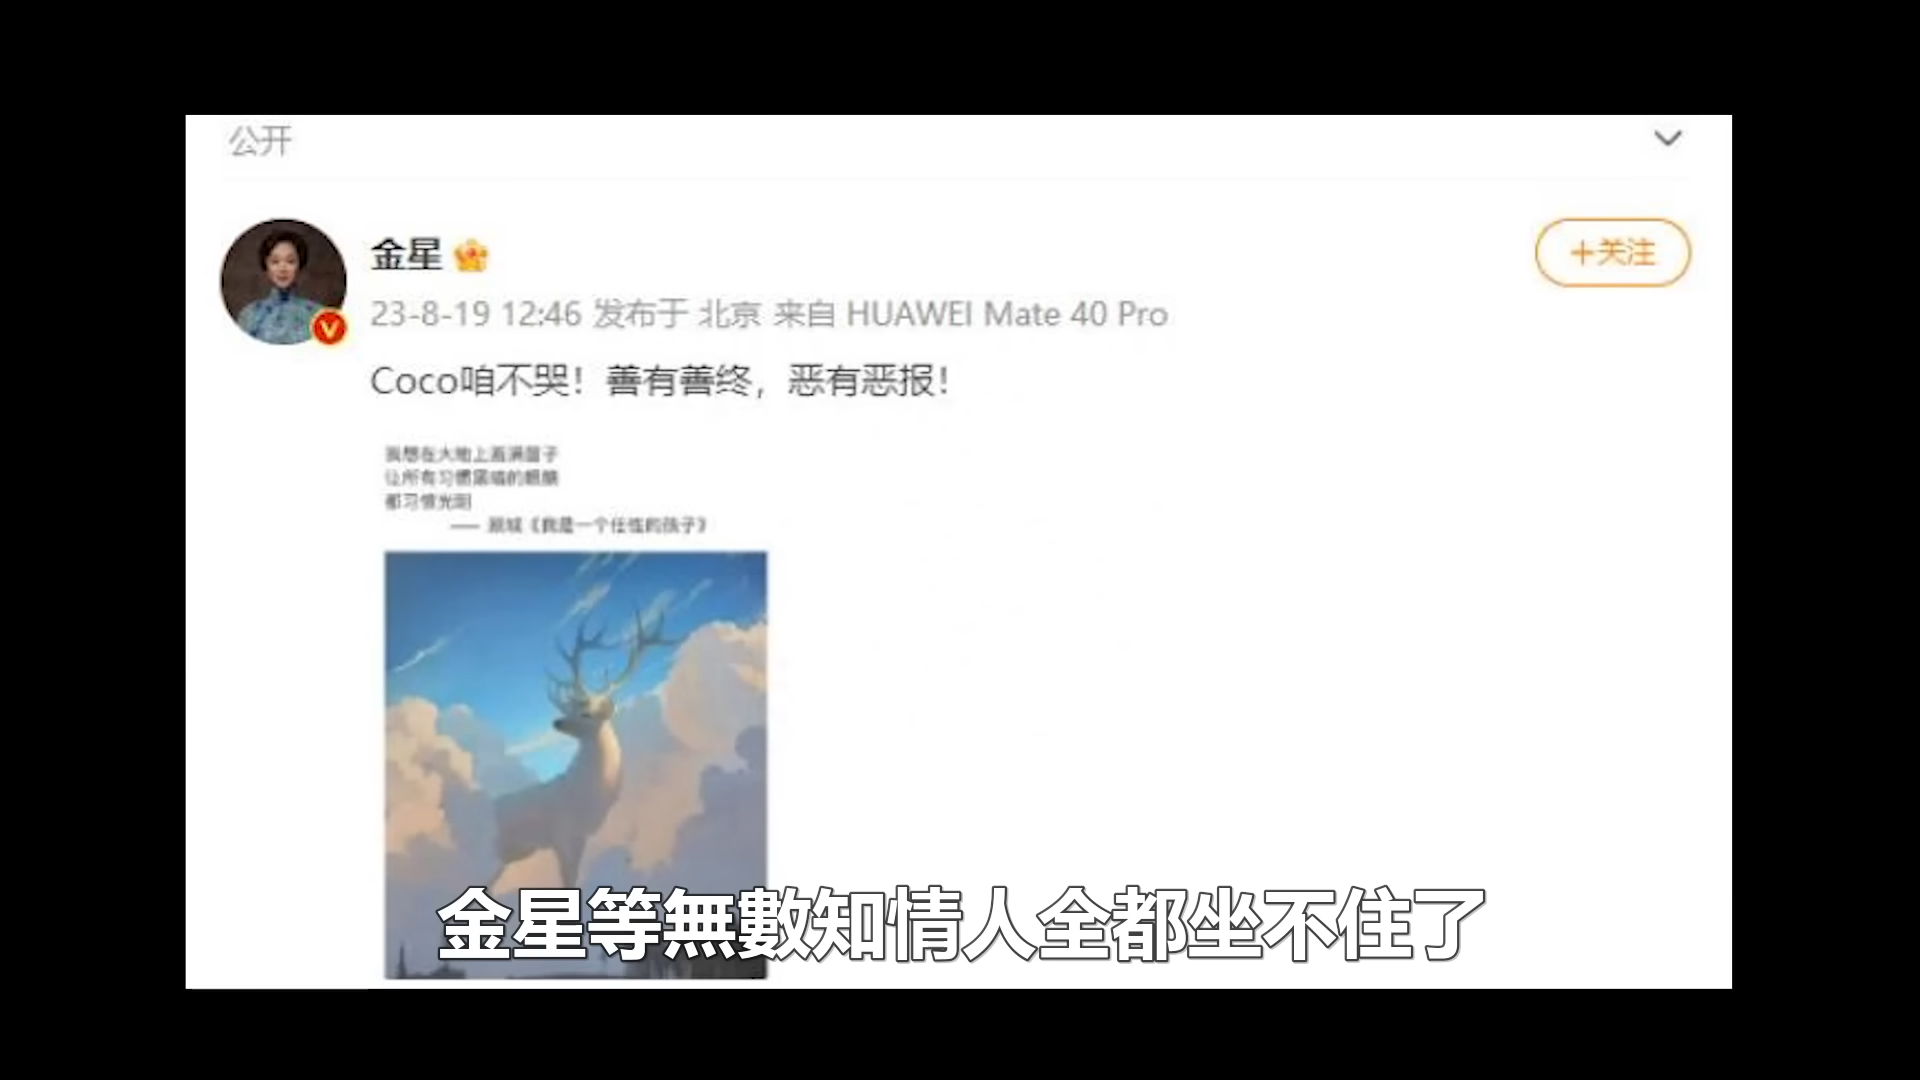 公开
金星
+关注
23-8-19 12:46 发布于 北京 来自 HUAWEI Mate 40 Pro
Coco咱不哭！善有善终，恶有恶报！
我想在大地上画满窗子
让所有习惯黑暗的眼睛
都习惯光明
—— 顾城《我是一个任性的孩子》
金星等無數知情人全都坐不住了